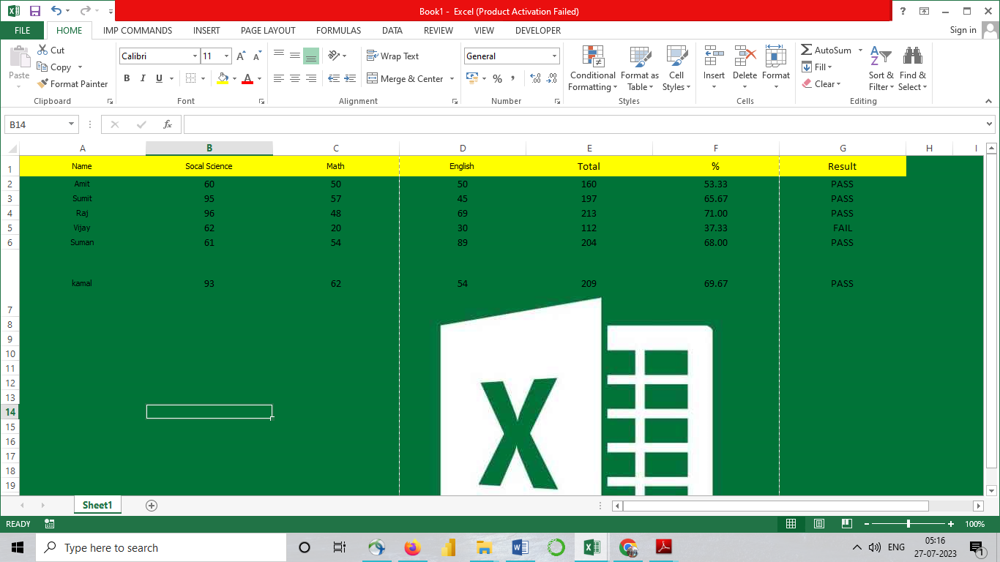 Book1 - Excel (Product Activation Failed)
FILE HOME IMP COMMANDS INSERT PAGE LAYOUT FORMULAS DATA REVIEW VIEW DEVELOPER Sign in
Paste
Cut
Copy
Format Painter
Clipboard
Calibri 11
B I U
Font
Wrap Text
Merge & Center
Alignment
General
%
Number
Conditional Formatting
Format as Table
Cell Styles
Styles
Insert Delete Format
Cells
AutoSum
Fill
Clear
Sort & Filter
Find & Select
Editing
B14 fx
A B C D E F G H I
1 Name Socal Science Math English Total % Result
2 Amit 60 50 50 160 53.33 PASS
3 Sumit 95 57 45 197 65.67 PASS
4 Raj 96 48 69 213 71.00 PASS
5 Vijay 62 20 30 112 37.33 FAIL
6 Suman 61 54 89 204 68.00 PASS
kamal 93 62 54 209 69.67 PASS
7
8
9
10
11
12
13
14
15
16
17
18
19
X
Sheet1
READY 100%
Type here to search
ENG
05:16
27-07-2023
1